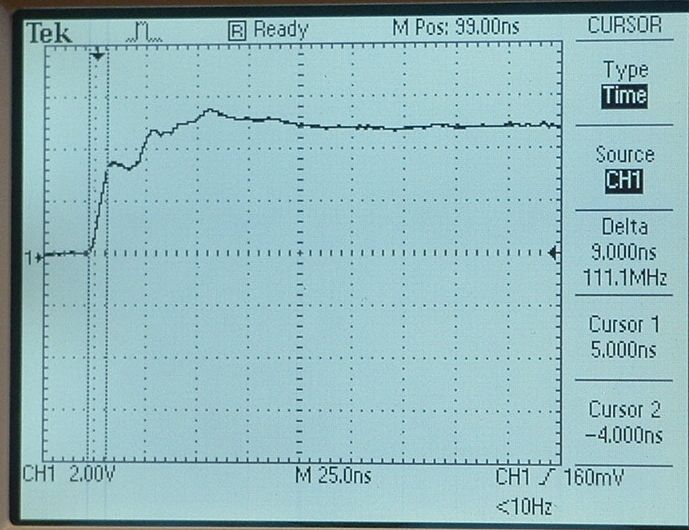 Tek R Ready M Pos: 99.00ns CURSOR
Type
Time
Source
CH1
Delta
9.000ns
111.1MHz
Cursor 1
5.000ns
Cursor 2
-4.000ns
1
CH1 2.00V M 25.0ns CH1 160mV
<10Hz